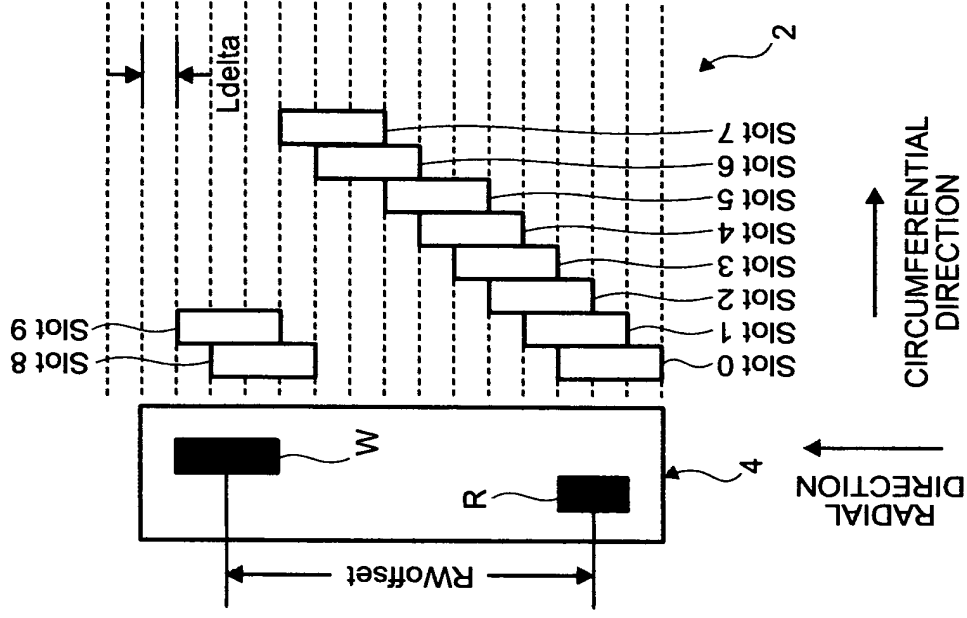 Ldelta
2
Slot 7
Slot 6
Slot 5
Slot 4
Slot 3
Slot 2
Slot 1
Slot 0
Slot 9
Slot 8
CIRCUMFERENTIAL
DIRECTION
W
R
4
RADIAL
DIRECTION
RWoffset